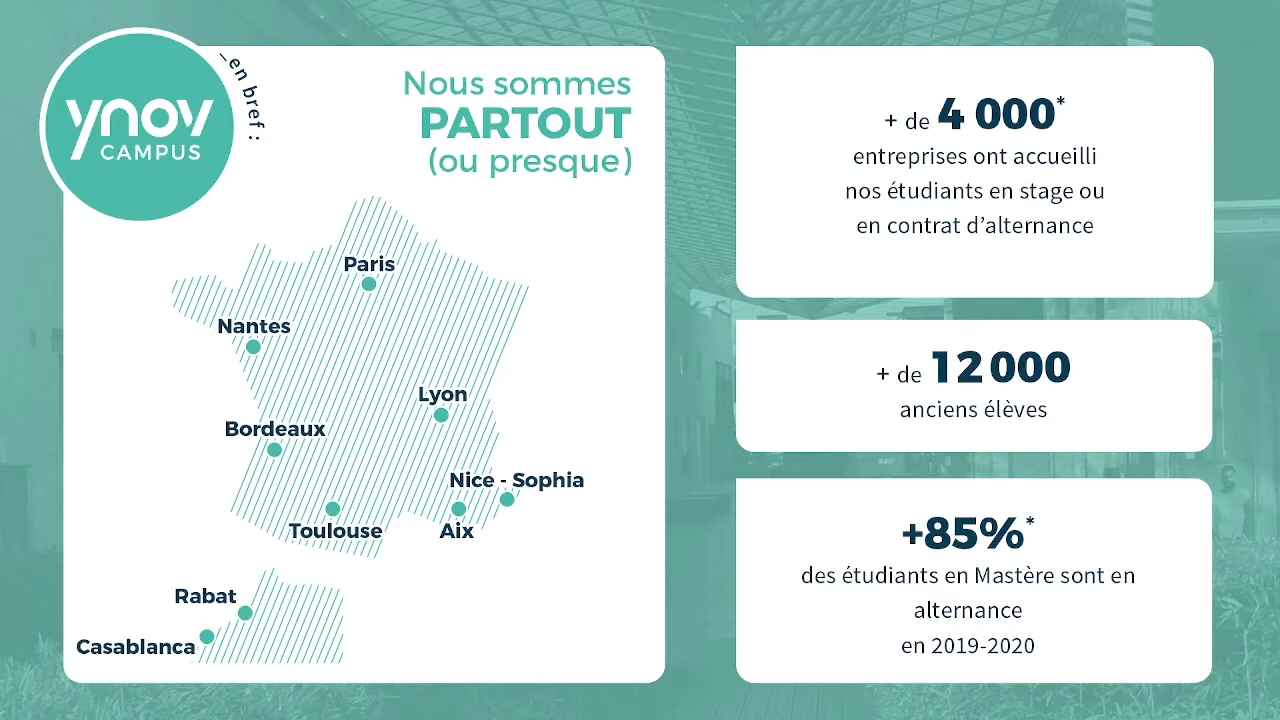 ynov
CAMPUS
_en bref :
Nous sommes
PARTOUT
(ou presque)
Paris
Nantes
Lyon
Bordeaux
Nice - Sophia
Toulouse
Aix
Rabat
Casablanca
+ de 4 000*
entreprises ont accueilli
nos étudiants en stage ou
en contrat d’alternance
+ de 12 000
anciens élèves
+85%*
des étudiants en Mastère sont en
alternance
en 2019-2020